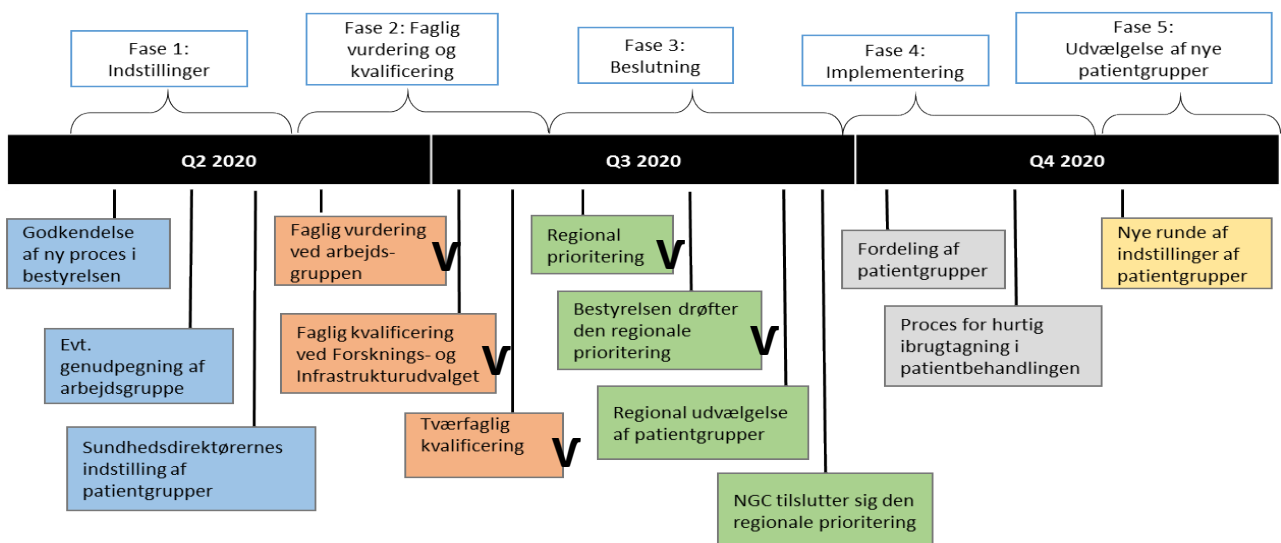 Fase 1:
Indstillinger
Fase 2: Faglig
vurdering og
kvalificering
Fase 3:
Beslutning
Fase 4:
Implementering
Fase 5:
Udvælgelse af nye
patientgrupper
Q2 2020
Q3 2020
Q4 2020
Godkendelse
af ny proces i
bestyrelsen
Evt.
genudpegning af
arbejdsgruppe
Sundhedsdirektørernes
indstilling af
patientgrupper
Faglig vurdering
ved arbejds-
gruppen
V
Faglig kvalificering
ved Forsknings- og
Infrastrukturudvalget
V
Tværfaglig
kvalificering
V
Regional
prioritering
V
Bestyrelsen drøfter
den regionale
prioritering
V
Regional udvælgelse
af patientgrupper
NGC tilslutter sig den
regionale prioritering
Fordeling af
patientgrupper
Proces for hurtig
ibrugtagning i
patientbehandlingen
Nye runde af
indstillinger af
patientgrupper